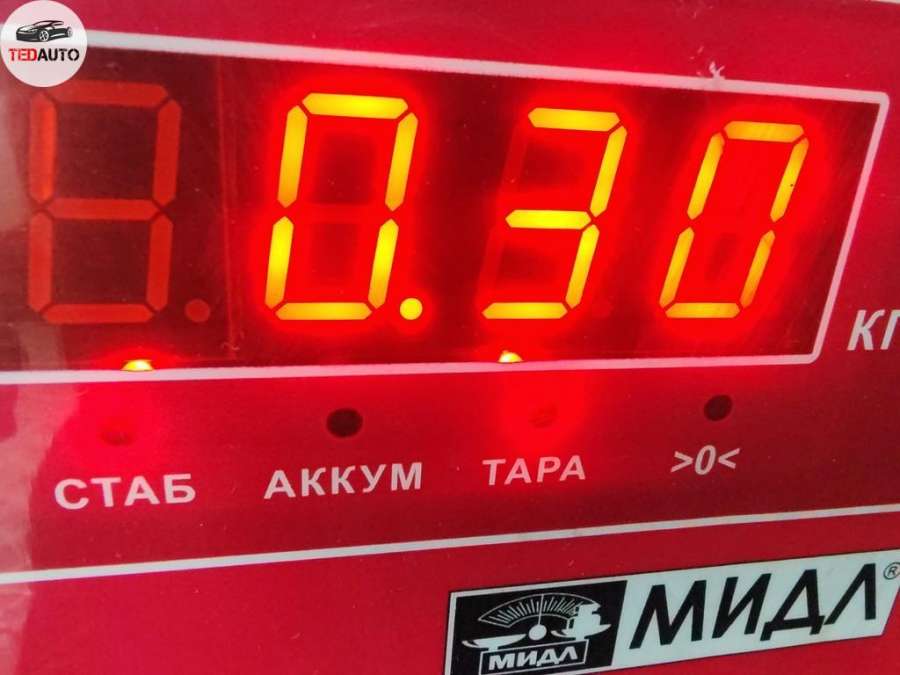 TEDAUTO
0.30
КГ
СТАБ АККУМ ТАРА >0<
МИДЛ МИДЛ®